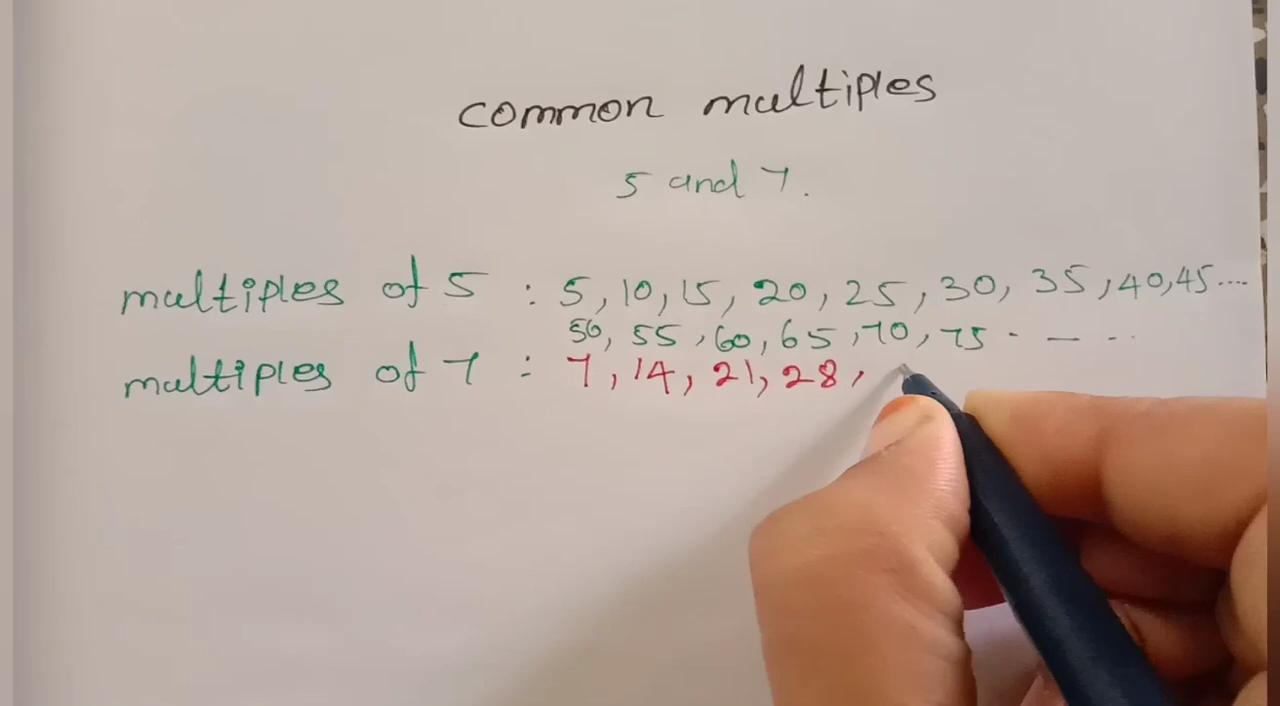 common multiples
5 and 7.
multiples of 5 : 5, 10, 15, 20, 25, 30, 35, 40, 45....
50, 55, 60, 65, 70, 75 - — - ..
multiples of 7 : 7, 14, 21, 28,